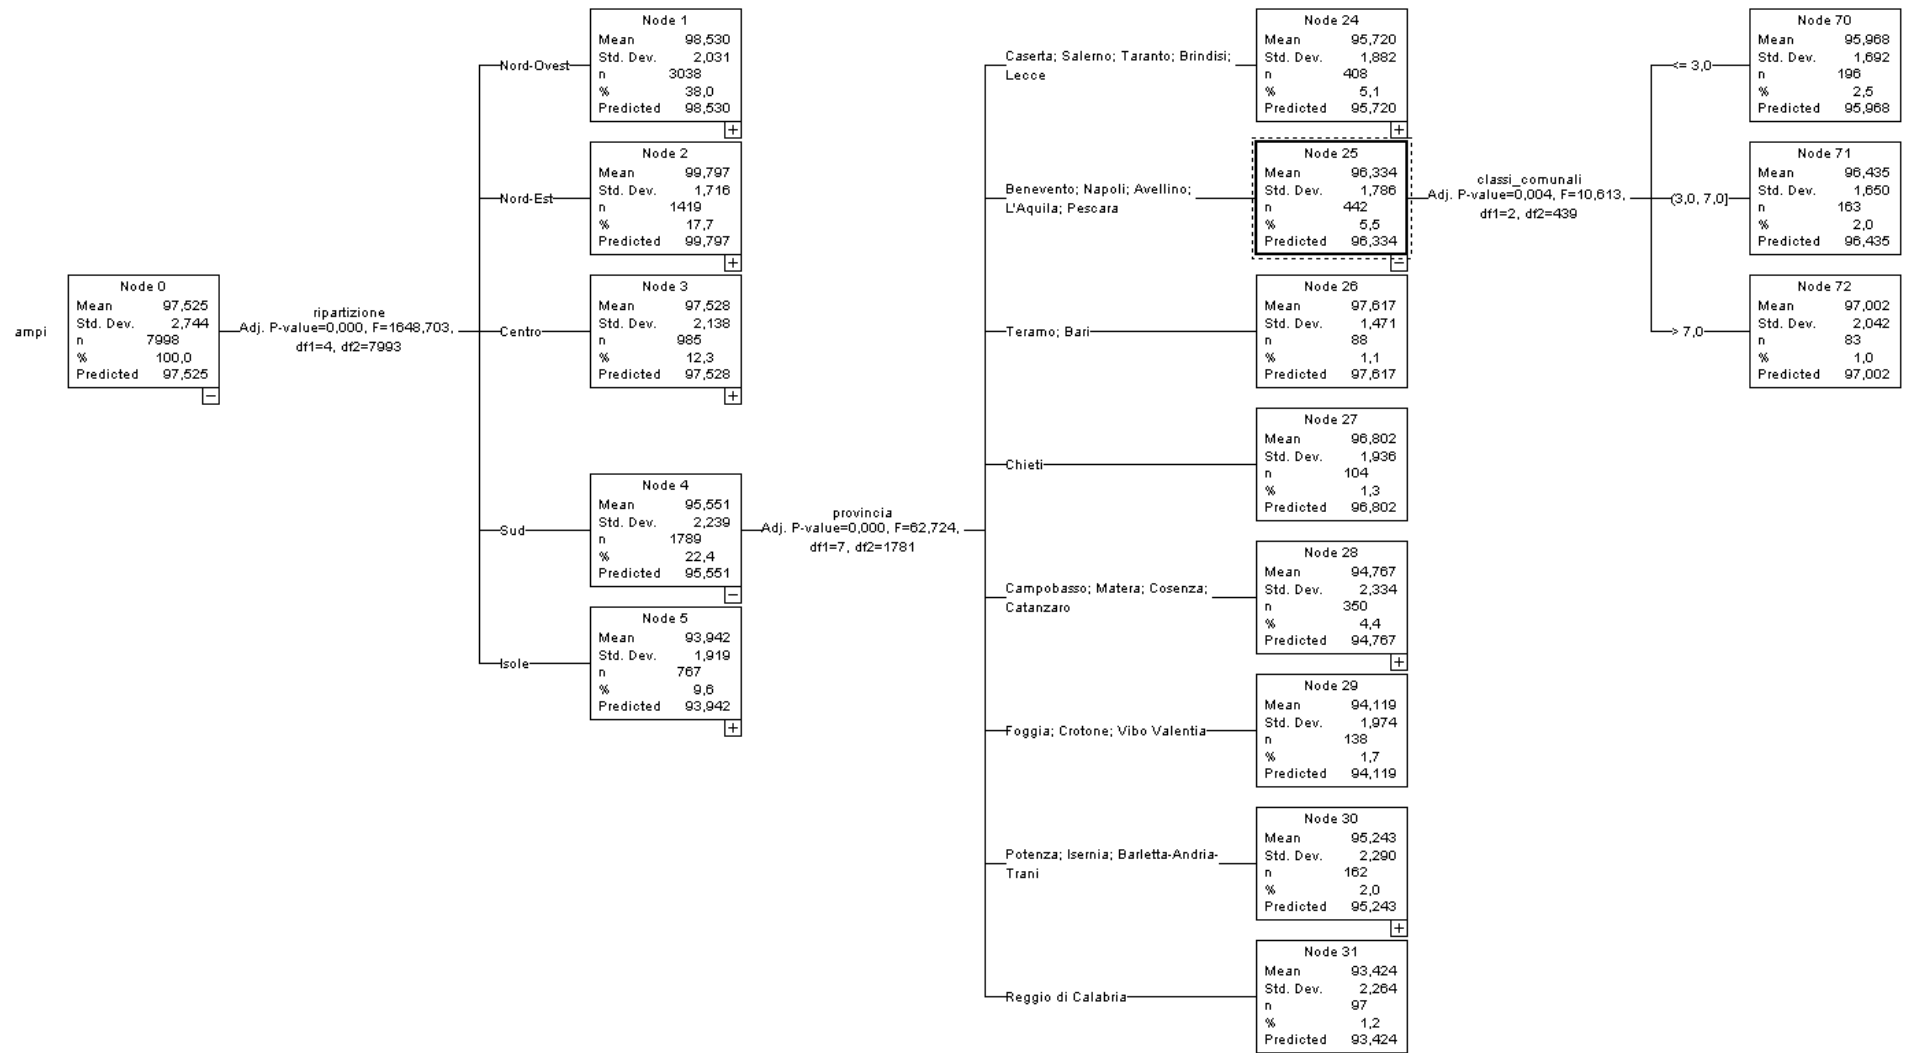 ampi
Node 0
Mean 97,525
Std. Dev. 2,744
n 7998
% 100,0
Predicted 97,525
ripartizione
Adj. P-value=0,000, F=1648,703,
df1=4, df2=7993
Nord-Ovest
Node 1
Mean 98,530
Std. Dev. 2,031
n 3038
% 38,0
Predicted 98,530
Nord-Est
Node 2
Mean 99,797
Std. Dev. 1,716
n 1419
% 17,7
Predicted 99,797
Centro
Node 3
Mean 97,528
Std. Dev. 2,138
n 985
% 12,3
Predicted 97,528
Sud
Node 4
Mean 95,551
Std. Dev. 2,239
n 1789
% 22,4
Predicted 95,551
Isole
Node 5
Mean 93,942
Std. Dev. 1,919
n 767
% 9,6
Predicted 93,942
provincia
Adj. P-value=0,000, F=62,724,
df1=7, df2=1781
Caserta; Salerno; Taranto; Brindisi;
Lecce
Node 24
Mean 95,720
Std. Dev. 1,882
n 408
% 5,1
Predicted 95,720
Benevento; Napoli; Avellino;
L'Aquila; Pescara
Node 25
Mean 96,334
Std. Dev. 1,786
n 442
% 5,5
Predicted 96,334
Teramo; Bari
Node 26
Mean 97,617
Std. Dev. 1,471
n 88
% 1,1
Predicted 97,617
Chieti
Node 27
Mean 96,802
Std. Dev. 1,936
n 104
% 1,3
Predicted 96,802
Campobasso; Matera; Cosenza;
Catanzaro
Node 28
Mean 94,767
Std. Dev. 2,334
n 350
% 4,4
Predicted 94,767
Foggia; Crotone; Vibo Valentia
Node 29
Mean 94,119
Std. Dev. 1,974
n 138
% 1,7
Predicted 94,119
Potenza; Isernia; Barletta-Andria-
Trani
Node 30
Mean 95,243
Std. Dev. 2,290
n 162
% 2,0
Predicted 95,243
Reggio di Calabria
Node 31
Mean 93,424
Std. Dev. 2,264
n 97
% 1,2
Predicted 93,424
classi_comunali
Adj. P-value=0,004, F=10,613,
df1=2, df2=439
<= 3,0
Node 70
Mean 95,968
Std. Dev. 1,692
n 196
% 2,5
Predicted 95,968
(3,0, 7,0]
Node 71
Mean 96,435
Std. Dev. 1,650
n 163
% 2,0
Predicted 96,435
> 7,0
Node 72
Mean 97,002
Std. Dev. 2,042
n 83
% 1,0
Predicted 97,002